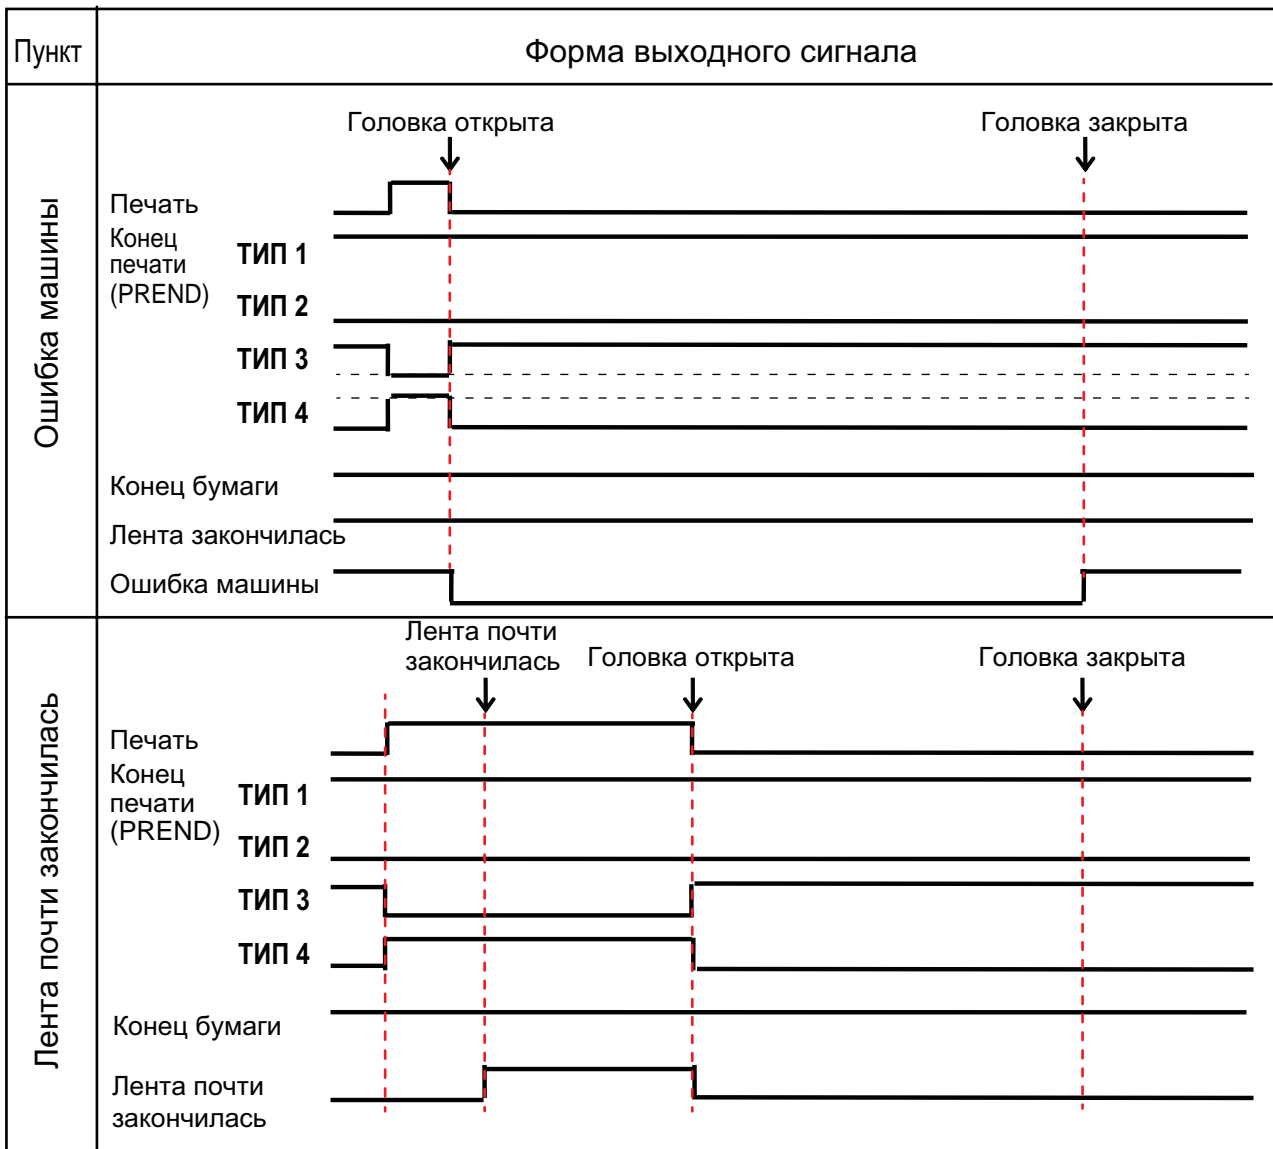 Пункт
Форма выходного сигнала
Ошибка машины
Головка открыта
Головка закрыта
Печать
Конец
печати
(PREND)
ТИП 1
ТИП 2
ТИП 3
ТИП 4
Конец бумаги
Лента закончилась
Ошибка машины
Лента почти закончилась
Лента почти
закончилась
Головка открыта
Головка закрыта
Печать
Конец
печати
(PREND)
ТИП 1
ТИП 2
ТИП 3
ТИП 4
Конец бумаги
Лента почти
закончилась